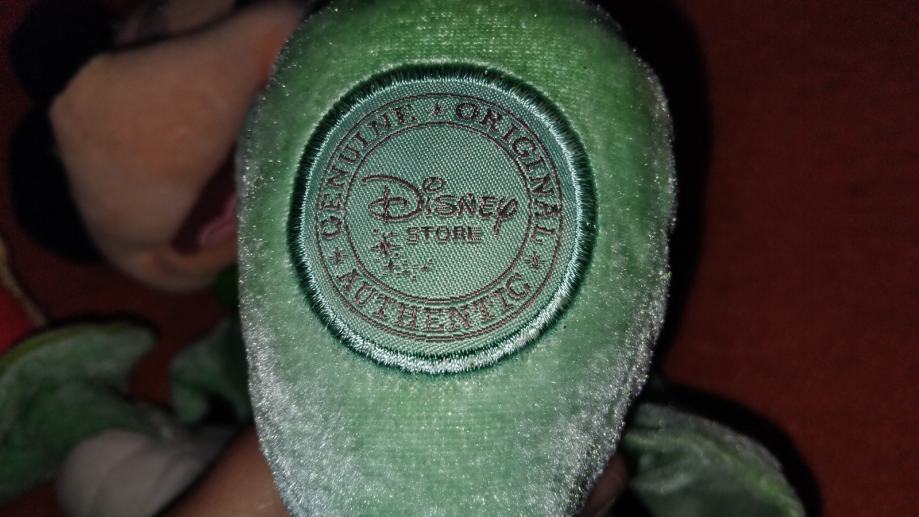 GENUINE ORIGINAL
Disney
STORE
AUTHENTIC